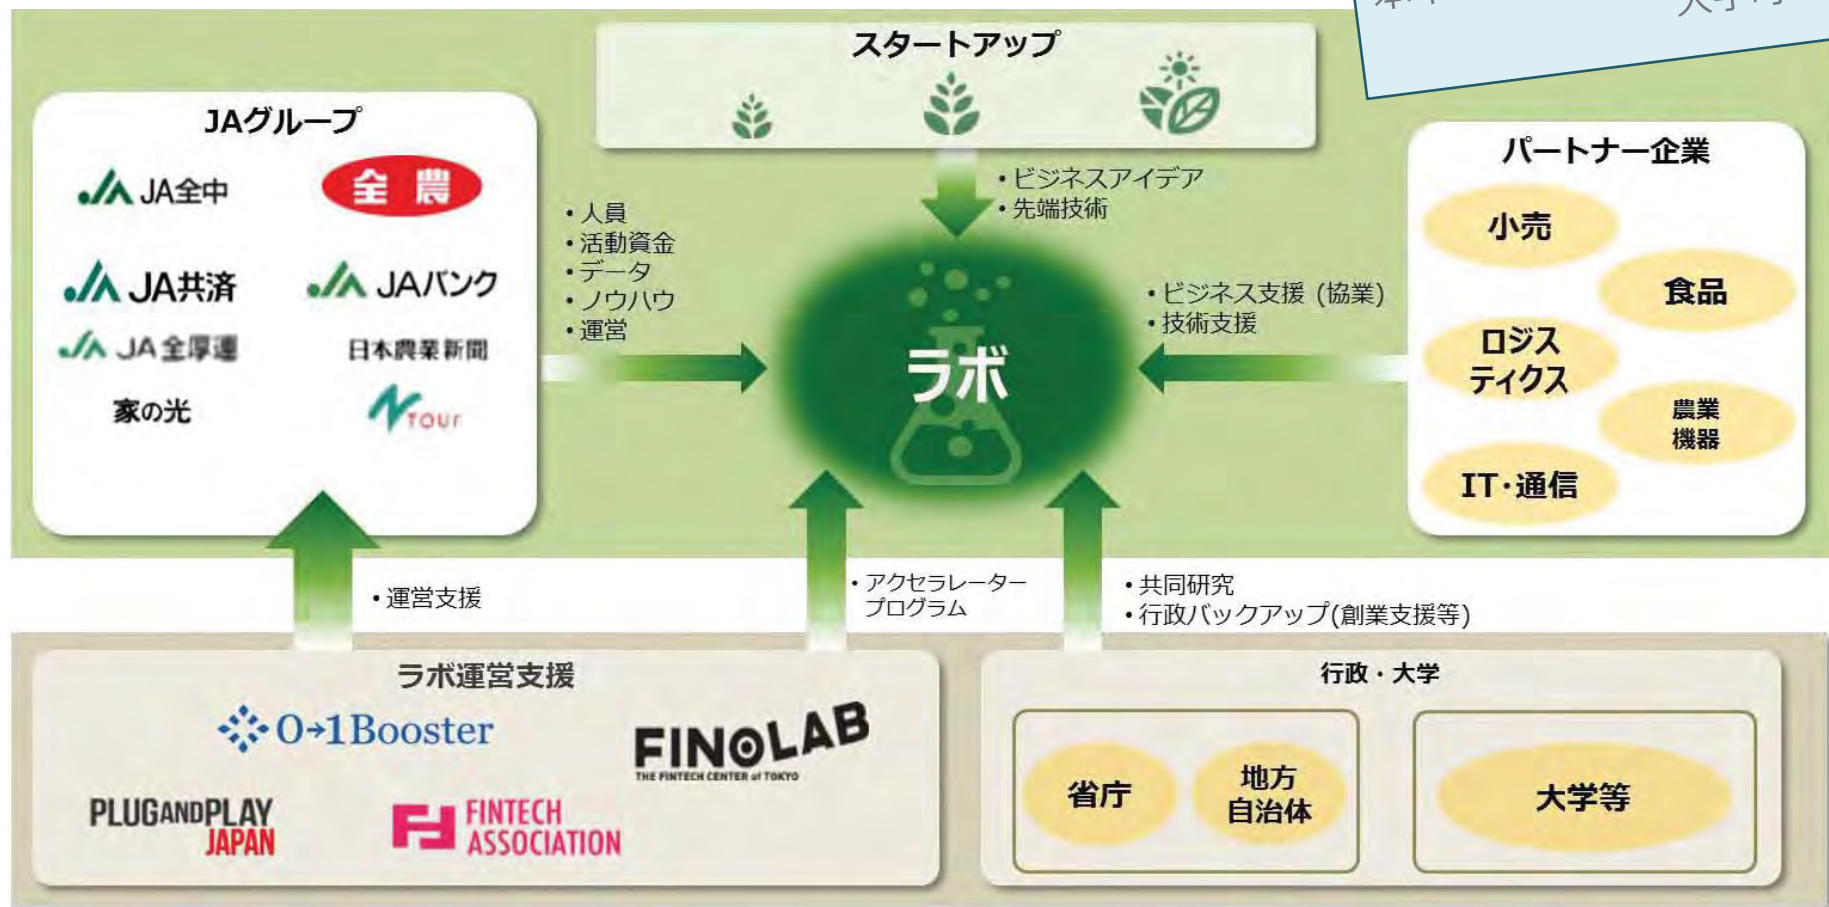 スタートアップ
JAグループ
JA全中
全農
JA共済
JAバンク
JA全厚連
日本農業新聞
家の光
NTOUr
・人員
・活動資金
・データ
・ノウハウ
・運営
・ビジネスアイデア
・先端技術
ラボ
・ビジネス支援 (協業)
・技術支援
パートナー企業
小売
食品
ロジス
ティクス
農業
機器
IT・通信
・運営支援
・アクセラレーター
プログラム
・共同研究
・行政バックアップ(創業支援等)
ラボ運営支援
0→1Booster
FINOLAB
THE FINTECH CENTER of TOKYO
PLUGANDPLAY
JAPAN
FINTECH
ASSOCIATION
行政・大学
省庁
地方
自治体
大学等